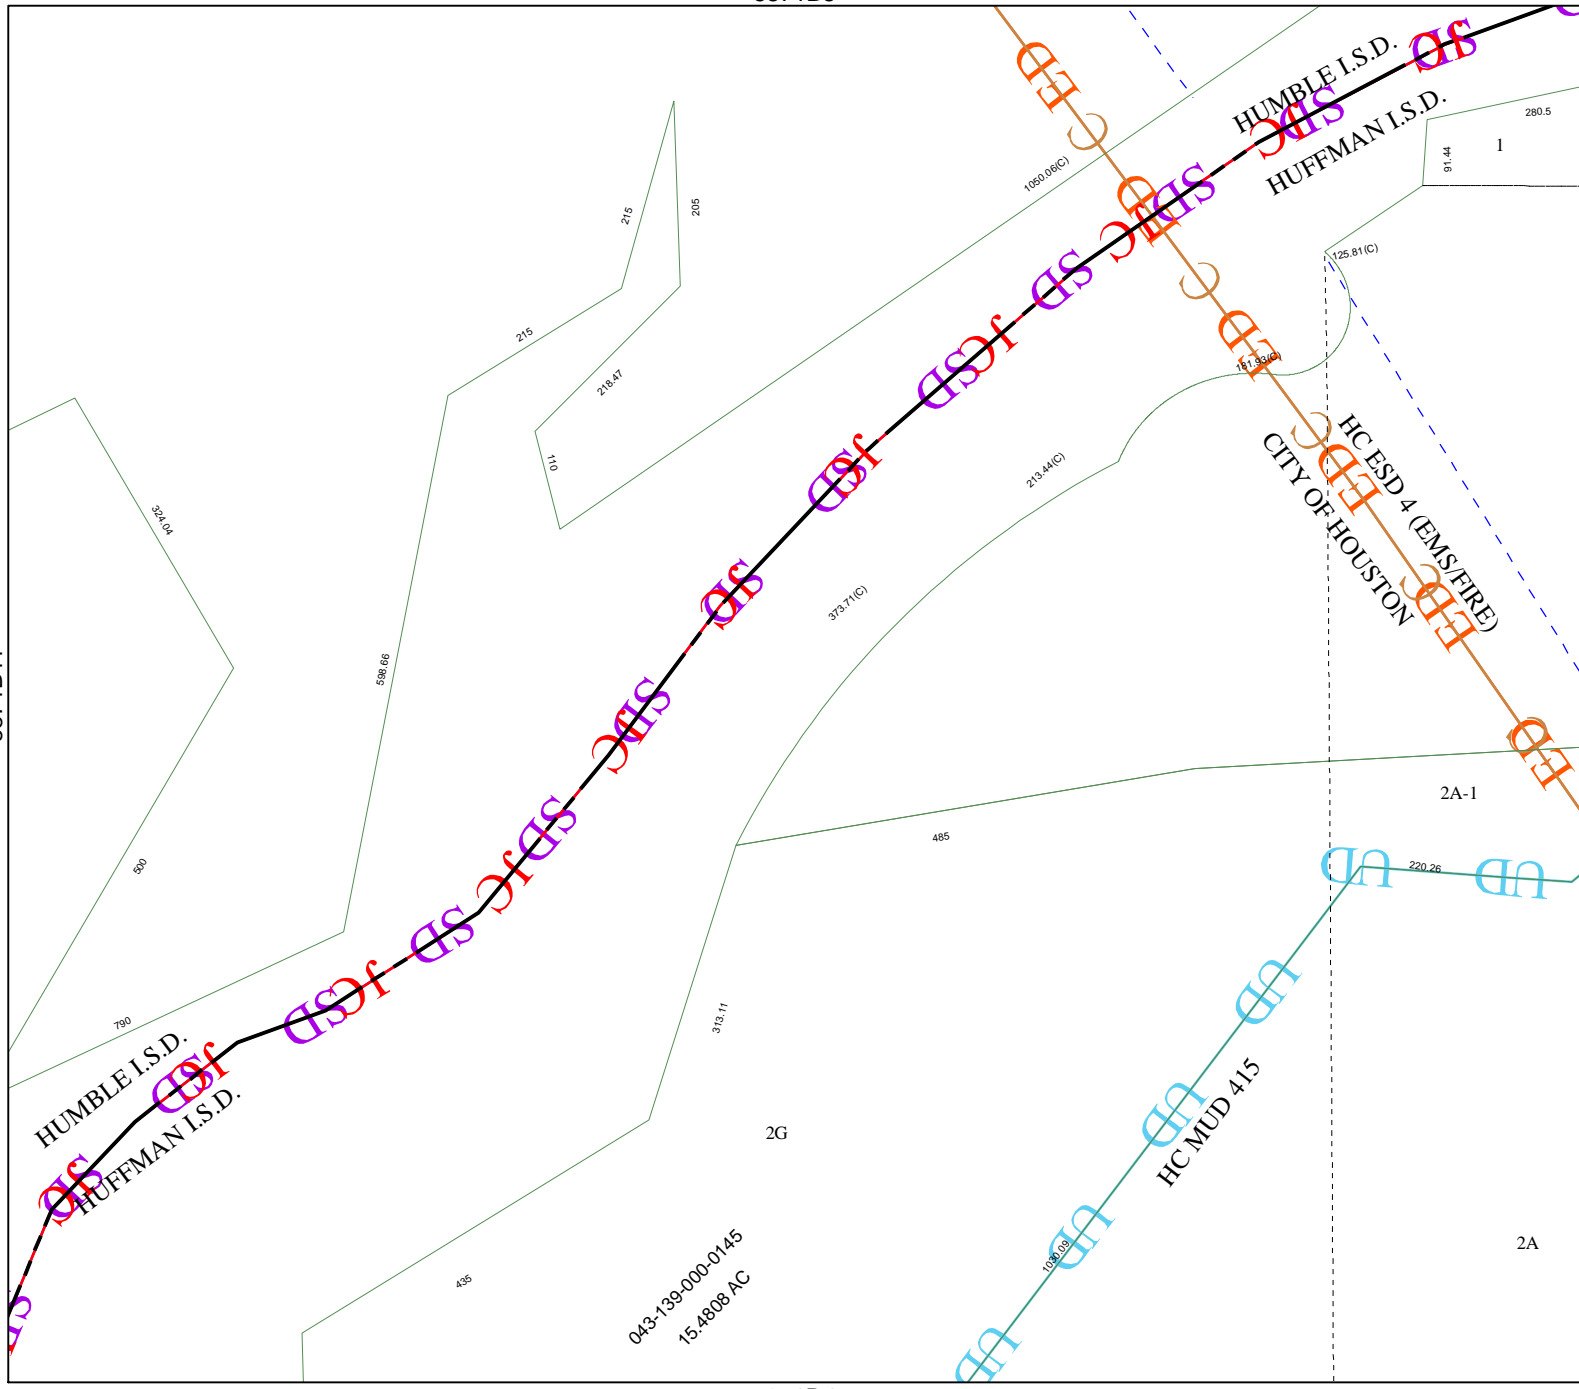 HUMBLE I.S.D.
HUFFMAN I.S.D.
280.5
1
91.44
1050.06(C)
215
205
125.81(C)
215
218.47
181.93(C)
110
213.44(C)
HC ESD 4 (EMS/FIRE)
CITY OF HOUSTON
324.04
373.71(C)
598.66
2A-1
485
220.26
500
313.11
790
HUMBLE I.S.D.
HUFFMAN I.S.D.
2G
HC MUD 415
2A
1030.09
435
043-139-000-0145
15.4808 AC